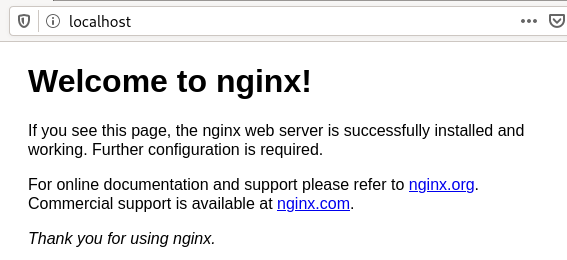 localhost
Welcome to nginx!
If you see this page, the nginx web server is successfully installed and
working. Further configuration is required.
For online documentation and support please refer to nginx.org.
Commercial support is available at nginx.com.
Thank you for using nginx.